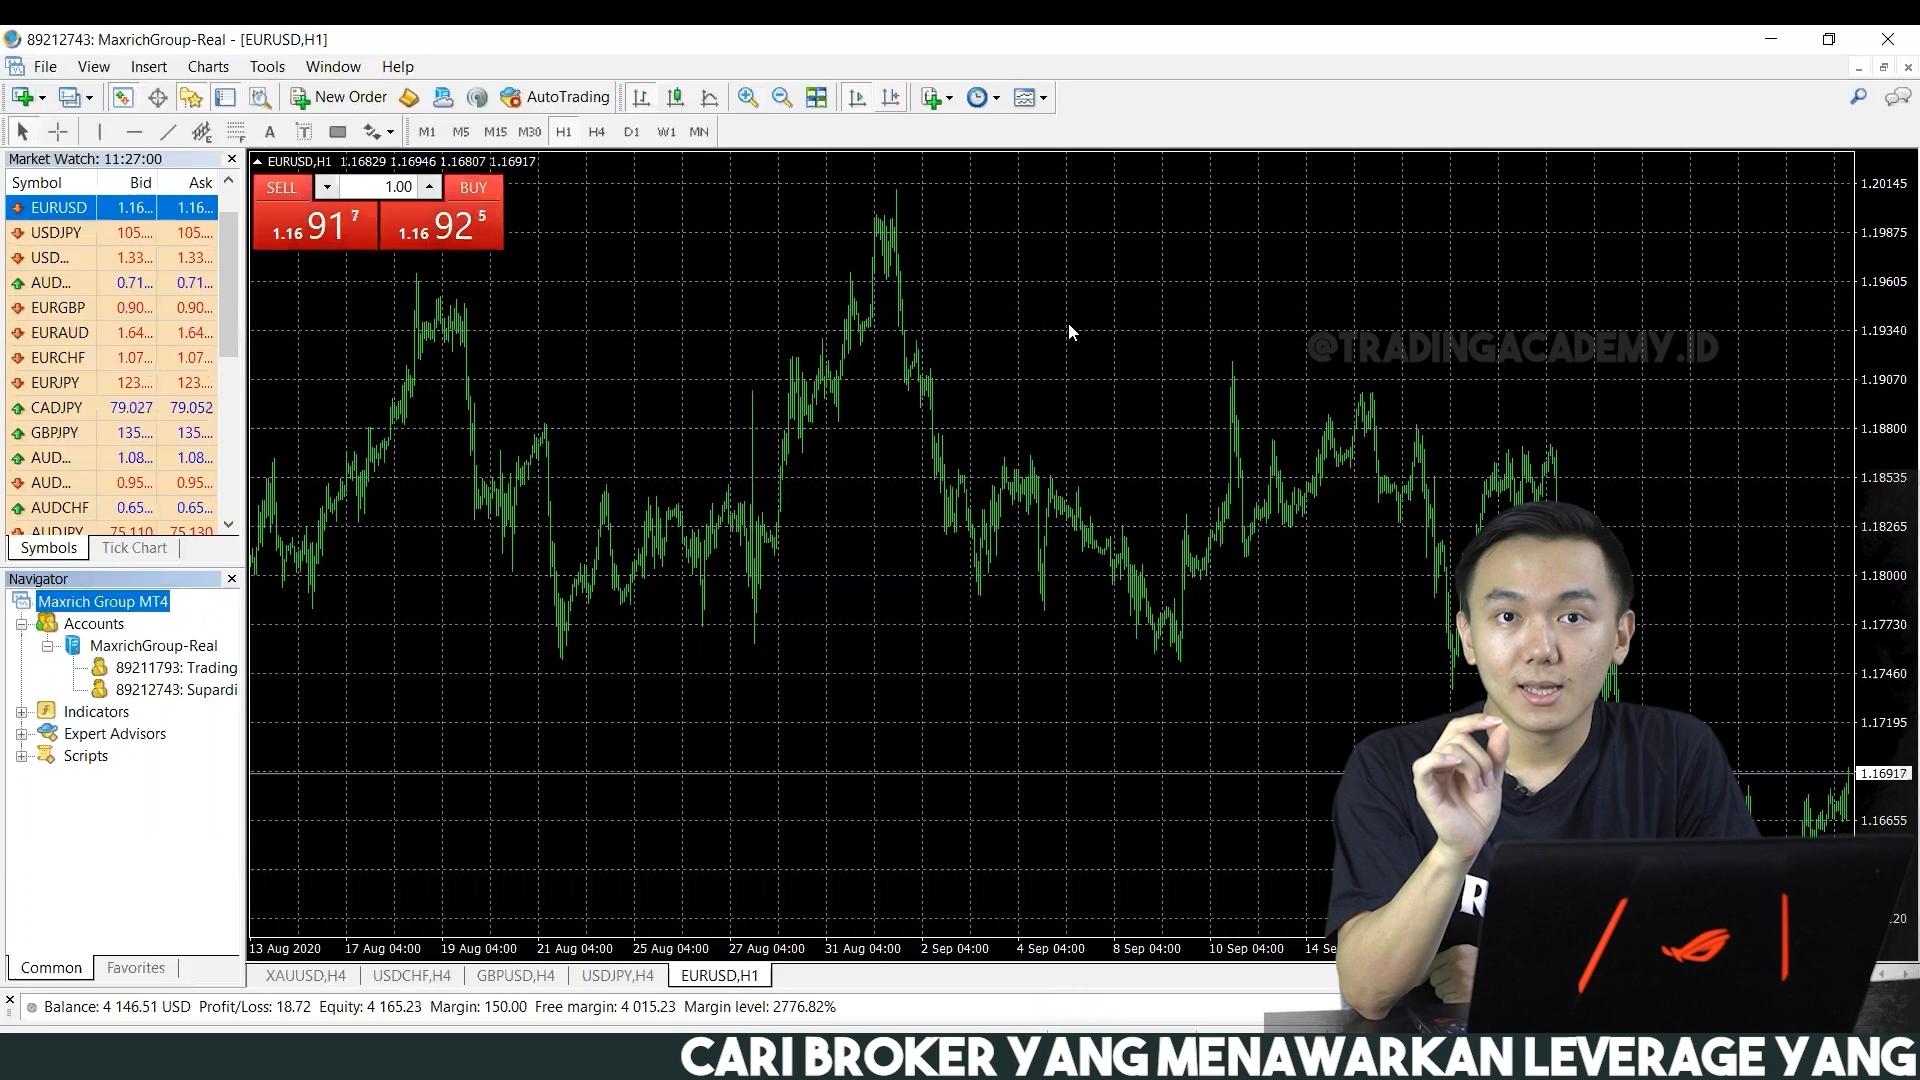 89212743: MaxrichGroup-Real - [EURUSD,H1]
File View Insert Charts Tools Window Help
New Order AutoTrading
A T M1 M5 M15 M30 H1 H4 D1 W1 MN
Market Watch: 11:27:00
Symbol Bid Ask
EURUSD 1.16... 1.16...
USDJPY 105.... 105....
USD... 1.33... 1.33...
AUD... 0.71... 0.71...
EURGBP 0.90... 0.90...
EURAUD 1.64... 1.64...
EURCHF 1.07... 1.07...
EURJPY 123.... 123....
CADJPY 79.027 79.052
GBPJPY 135.... 135....
AUD... 1.08... 1.08...
AUD... 0.95... 0.95...
AUDCHF 0.65... 0.65...
AUDJPY 75.110 75.130
Symbols Tick Chart
Navigator
Maxrich Group MT4
Accounts
MaxrichGroup-Real
89211793: Trading
89212743: Supardi
Indicators
Expert Advisors
Scripts
Common Favorites
EURUSD,H1 1.16829 1.16946 1.16807 1.16917
SELL 1.00 BUY
1.16 91 7 1.16 92 5
@TRADINGACADEMY.ID
1.20145
1.19875
1.19605
1.19340
1.19070
1.18800
1.18535
1.18265
1.18000
1.17730
1.17460
1.17195
1.16917
1.16655
20
13 Aug 2020 17 Aug 04:00 19 Aug 04:00 21 Aug 04:00 25 Aug 04:00 27 Aug 04:00 31 Aug 04:00 2 Sep 04:00 4 Sep 04:00 8 Sep 04:00 10 Sep 04:00 14 Se
XAUUSD,H4 USDCHF,H4 GBPUSD,H4 USDJPY,H4 EURUSD,H1
Balance: 4 146.51 USD Profit/Loss: 18.72 Equity: 4 165.23 Margin: 150.00 Free margin: 4 015.23 Margin level: 2776.82%
CARI BROKER YANG MENAWARKAN LEVERAGE YANG